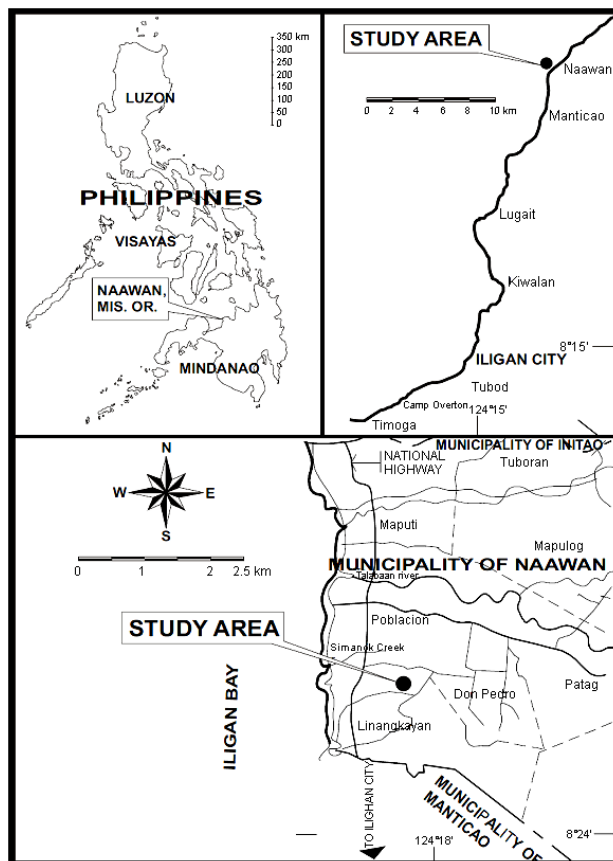 350 km
300
250
200
150
100
50
0
LUZON
PHILIPPINES
VISAYAS
NAAWAN,
MIS. OR.
MINDANAO
STUDY AREA
Naawan
0 2 4 6 8 10 km
Manticao
Lugait
Kiwalan
8°15'
ILIGAN CITY
Tubod
Camp Overton
124°15'
Timoga
MUNICIPALITY OF INITAO
NATIONAL
HIGHWAY
Tuboran
N
W E
S
Maputi
Mapulog
0 1 2 2.5 km
MUNICIPALITY OF NAAWAN
Talabaan river
Poblacion
STUDY AREA
Simanok Creek
Don Pedro
Patag
ILIGAN BAY
Linangkayan
TO ILIGHAN CITY
MUNICIPALITY OF
MANTICAO
8°24'
124°18'